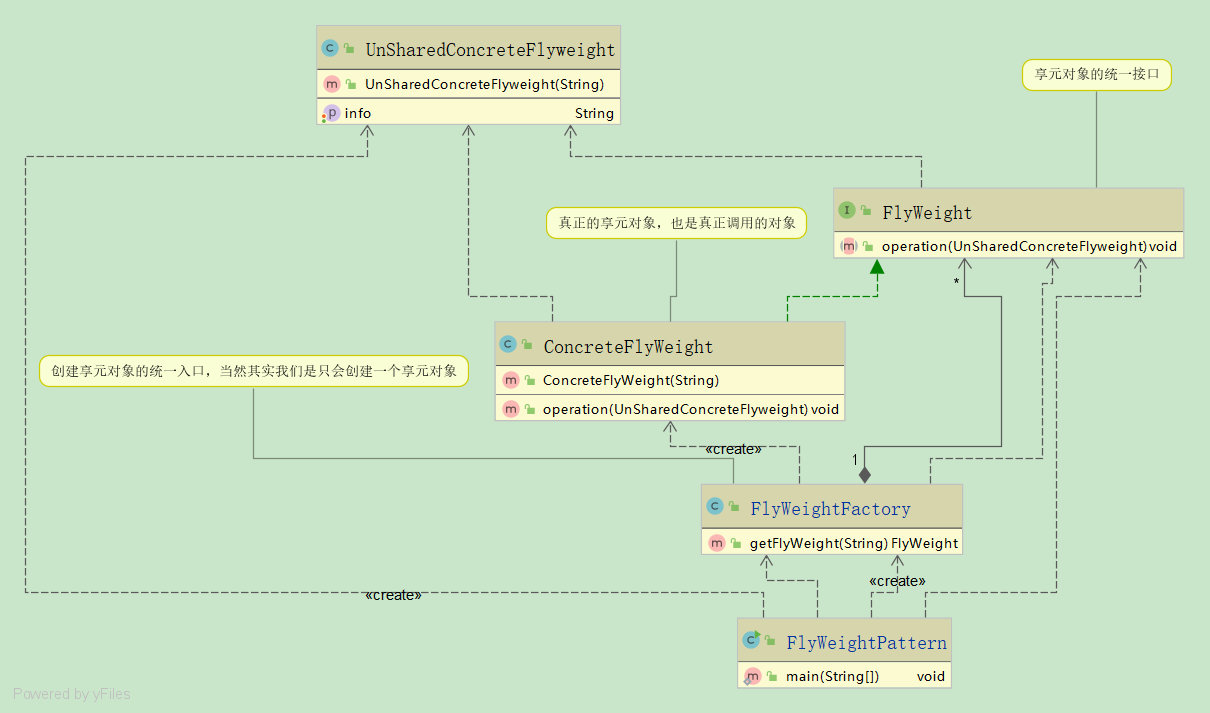 UnSharedConcreteFlyweight
UnSharedConcreteFlyweight(String)
info String
享元对象的统一接口
FlyWeight
operation(UnSharedConcreteFlyweight) void
真正的享元对象，也是真正调用的对象
*
ConcreteFlyWeight
ConcreteFlyWeight(String)
operation(UnSharedConcreteFlyweight) void
创建享元对象的统一入口，当然其实我们是只会创建一个享元对象
«create»
1
FlyWeightFactory
getFlyWeight(String) FlyWeight
«create»
«create»
FlyWeightPattern
main(String[]) void
Powered by yFiles